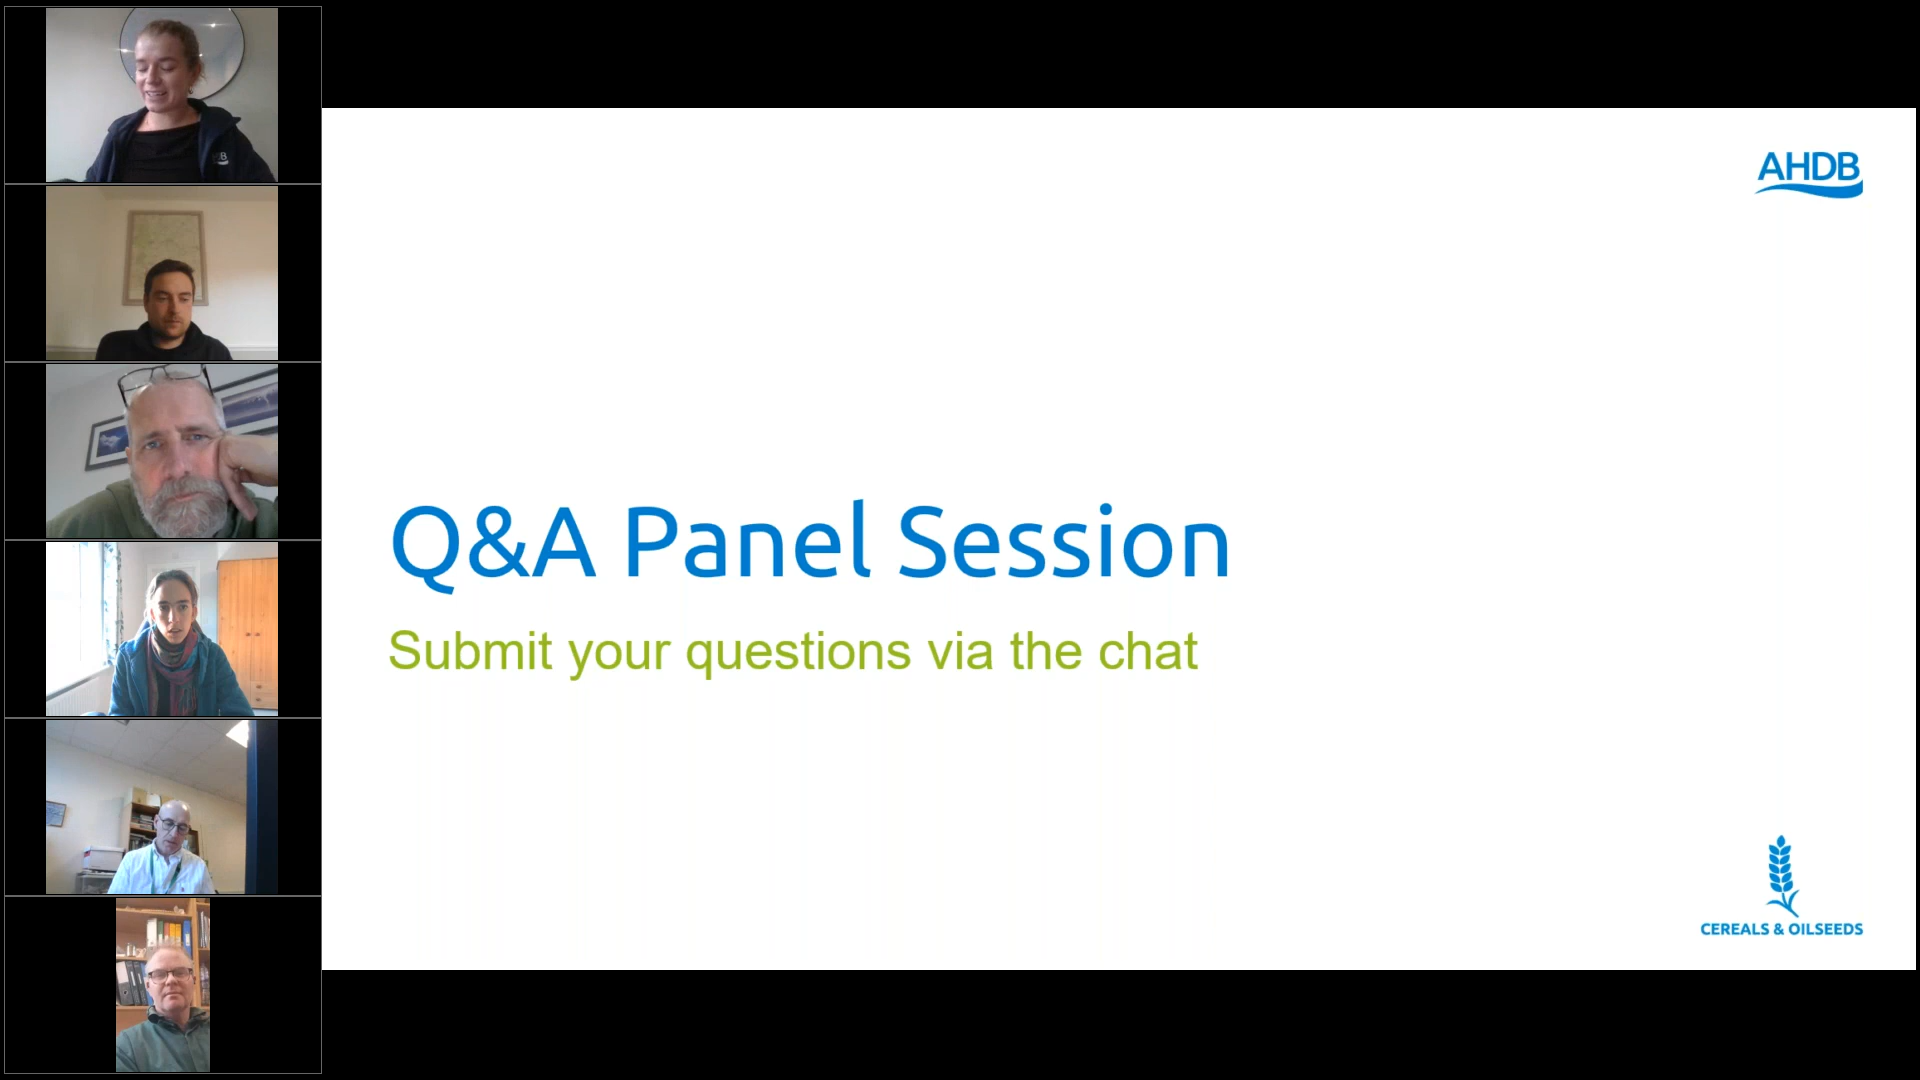 AHDB
Q&A Panel Session
Submit your questions via the chat
CEREALS & OILSEEDS